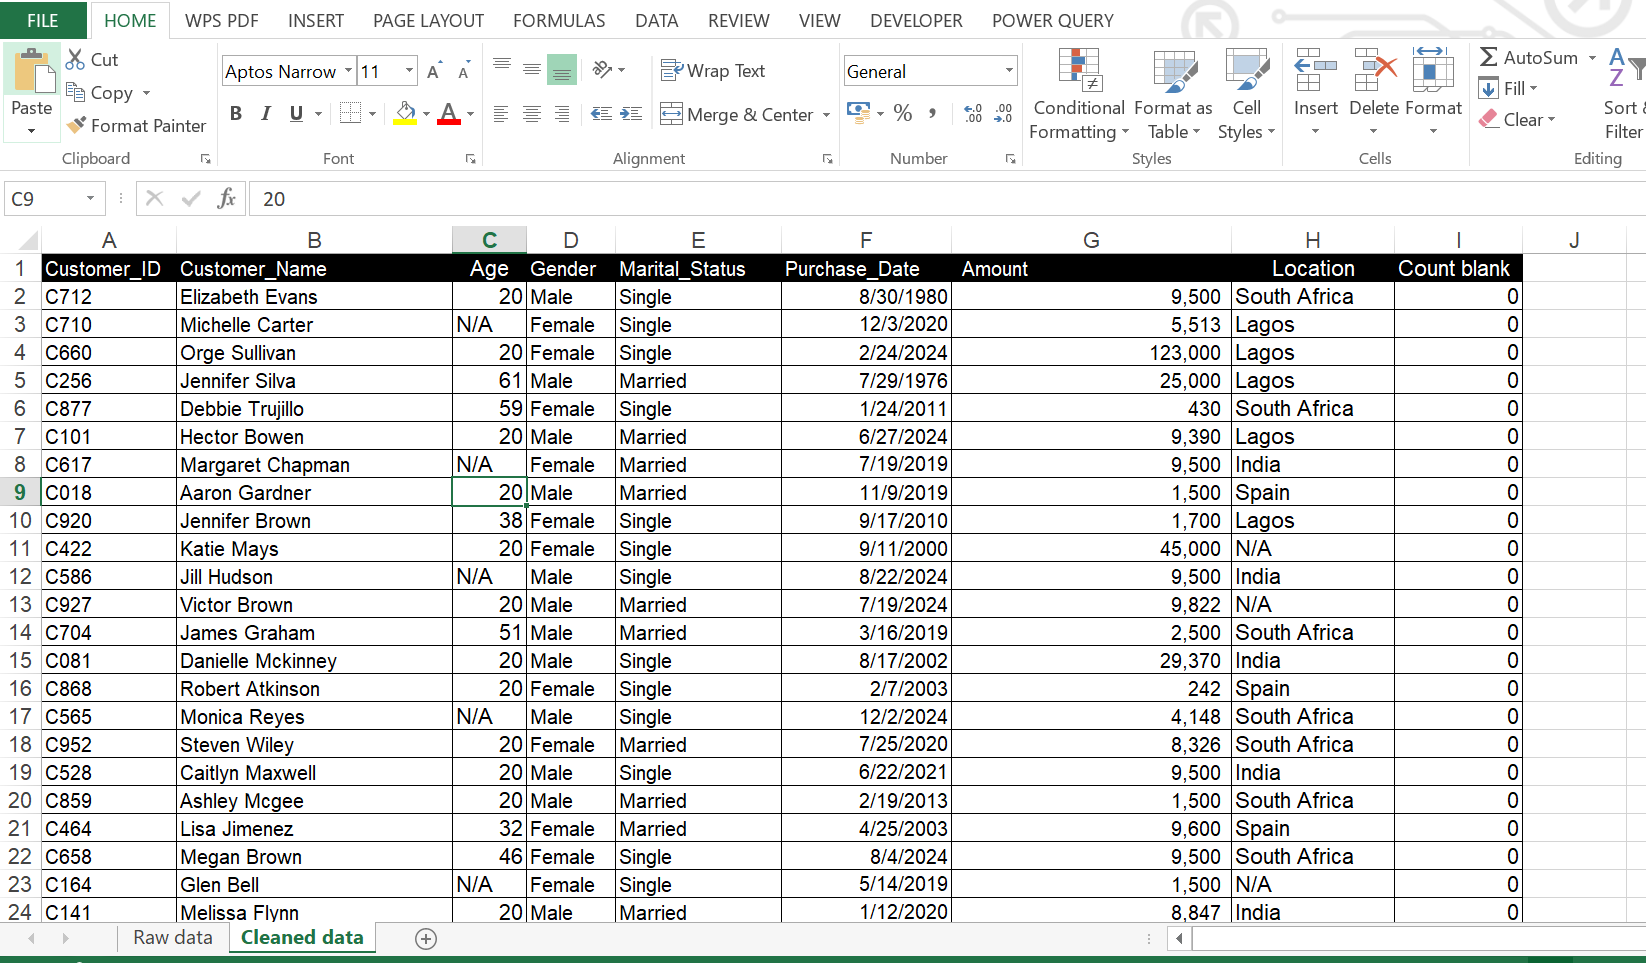 FILE HOME WPS PDF INSERT PAGE LAYOUT FORMULAS DATA REVIEW VIEW DEVELOPER POWER QUERY
Paste
Cut
Copy
Format Painter
Clipboard
Aptos Narrow 11
B I U
Font
Wrap Text
Merge & Center
Alignment
General
% ,
Number
Conditional Formatting
Format as Table
Cell Styles
Styles
Insert Delete Format
Cells
AutoSum
Fill
Clear
Sort &
Filter
Editing
C9 fx 20
A B C D E F G H I J
1 Customer_ID Customer_Name Age Gender Marital_Status Purchase_Date Amount Location Count blank
2 C712 Elizabeth Evans 20 Male Single 8/30/1980 9,500 South Africa 0
3 C710 Michelle Carter N/A Female Single 12/3/2020 5,513 Lagos 0
4 C660 Orge Sullivan 20 Female Single 2/24/2024 123,000 Lagos 0
5 C256 Jennifer Silva 61 Male Married 7/29/1976 25,000 Lagos 0
6 C877 Debbie Trujillo 59 Female Single 1/24/2011 430 South Africa 0
7 C101 Hector Bowen 20 Male Married 6/27/2024 9,390 Lagos 0
8 C617 Margaret Chapman N/A Female Married 7/19/2019 9,500 India 0
9 C018 Aaron Gardner 20 Male Married 11/9/2019 1,500 Spain 0
10 C920 Jennifer Brown 38 Female Single 9/17/2010 1,700 Lagos 0
11 C422 Katie Mays 20 Female Single 9/11/2000 45,000 N/A 0
12 C586 Jill Hudson N/A Male Single 8/22/2024 9,500 India 0
13 C927 Victor Brown 20 Male Married 7/19/2024 9,822 N/A 0
14 C704 James Graham 51 Male Married 3/16/2019 2,500 South Africa 0
15 C081 Danielle Mckinney 20 Male Single 8/17/2002 29,370 India 0
16 C868 Robert Atkinson 20 Female Single 2/7/2003 242 Spain 0
17 C565 Monica Reyes N/A Male Single 12/2/2024 4,148 South Africa 0
18 C952 Steven Wiley 20 Female Married 7/25/2020 8,326 South Africa 0
19 C528 Caitlyn Maxwell 20 Male Single 6/22/2021 9,500 India 0
20 C859 Ashley Mcgee 20 Male Married 2/19/2013 1,500 South Africa 0
21 C464 Lisa Jimenez 32 Female Married 4/25/2003 9,600 Spain 0
22 C658 Megan Brown 46 Female Single 8/4/2024 9,500 South Africa 0
23 C164 Glen Bell N/A Female Single 5/14/2019 1,500 N/A 0
24 C141 Melissa Flynn 20 Male Married 1/12/2020 8,847 India 0
Raw data Cleaned data